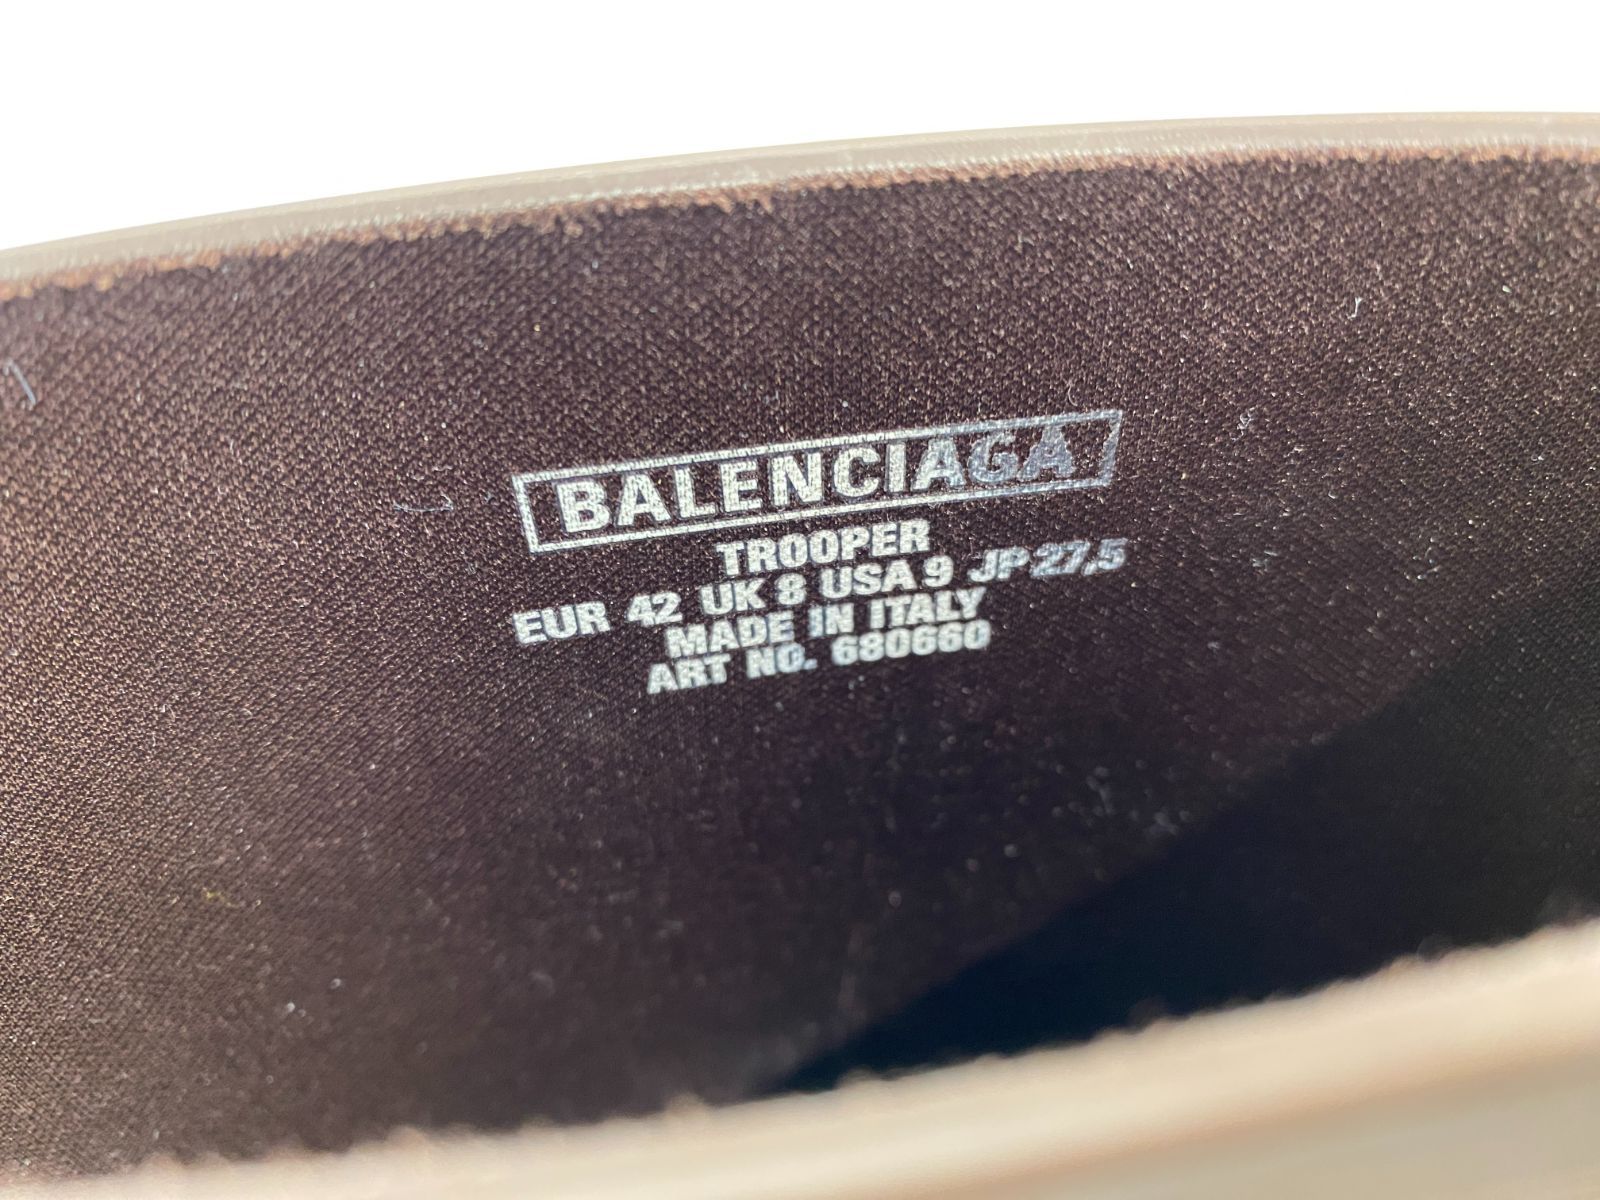 BALENCIAGA
TROOPER
EUR 42 UK 8 USA 9 JP 27,5
MADE IN ITALY
ART NO. 680660